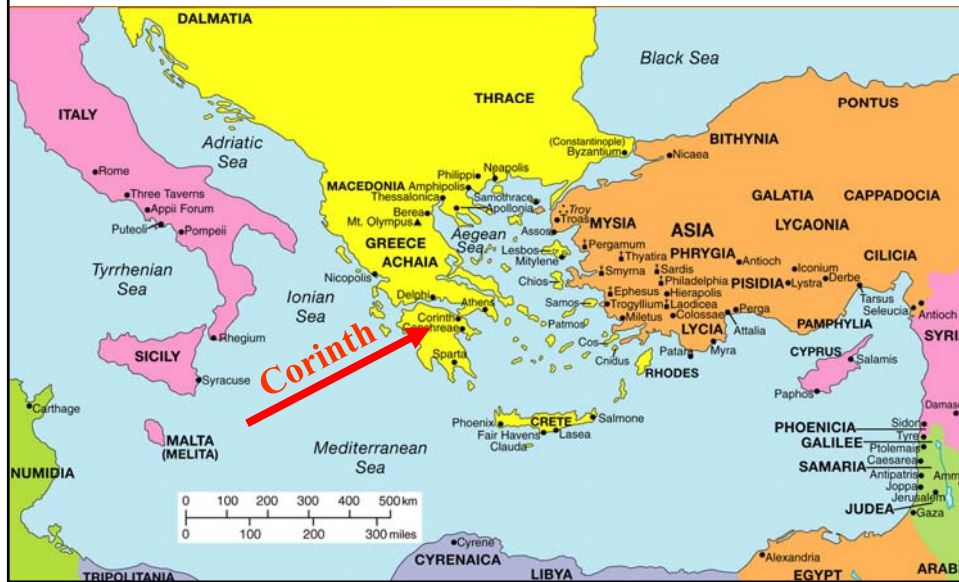 DALMATIA
Black Sea
THRACE
PONTUS
ITALY
Adriatic
Sea
(Constantinople)
Byzantium
BITHYNIA
Nicaea
Rome
Three Taverns
Appii Forum
Puteoli
Pompeii
Neapolis
Philippi
MACEDONIA
Amphipolis
Thessalonica
Samothrace
Apollonia
Berea
Mt. Olympus
Troy
Troas
GALATIA
CAPPADOCIA
MYSIA
ASIA
LYCAONIA
GREECE
ACHAIA
Aegean
Sea
Assos
Lesbos
Mitylene
Pergamum
Thyatira
PHRYGIA
Antioch
CILICIA
Tyrrhenian
Sea
Nicopolis
Ionian
Sea
Chios
Smyrna
Sardis
Philadelphia
PISIDIA
Iconium
Lystra
Derbe
Delphi
Athens
Samos
Ephesus
Trogyllium
Hierapolis
Laodicea
Colossae
Miletus
Perga
Attalia
Tarsus
Seleucia
Antioch
Corinth
Cenchreae
Patmos
LYCIA
PAMPHYLIA
SYRIA
Rhegium
SICILY
Syracuse
Corinth
Sparta
Cos
Cnidus
Patara
Myra
RHODES
CYPRUS
Salamis
Paphos
Carthage
MALTA
(MELITA)
Phoenix
CRETE
Salmone
Fair Havens
Lasea
Clauda
Mediterranean
Sea
NUMIDIA
Damasc
PHOENICIA
Sidon
Tyre
GALILEE
Ptolemais
Caesarea
SAMARIA
Antipatris
Joppa
Amm
Jerusalem
JUDEA
Gaza
0 100 200 300 400 500 km
0 100 200 300 miles
Cyrene
CYRENAICA
Alexandria
TRIPOLITANIA
LIBYA
EGYPT
ARAB